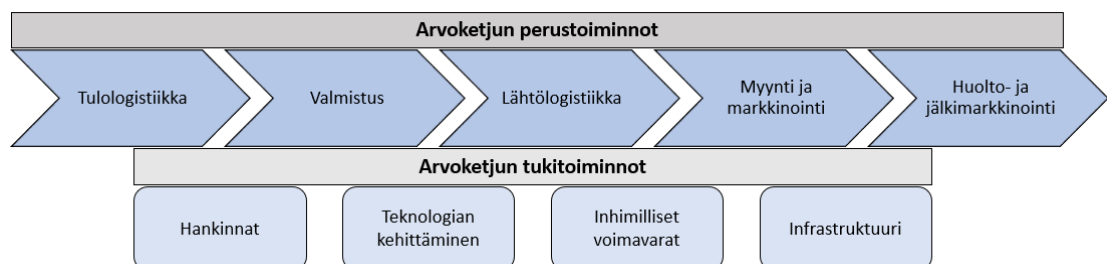 Arvoketjun perustoiminnot
Tulologistiikka
Valmistus
Lähtölogistiikka
Myynti ja
markkinointi
Huolto- ja
jälkimarkkinointi
Arvoketjun tukitoiminnot
Hankinnat
Teknologian
kehittäminen
Inhimilliset
voimavarat
Infrastruktuuri